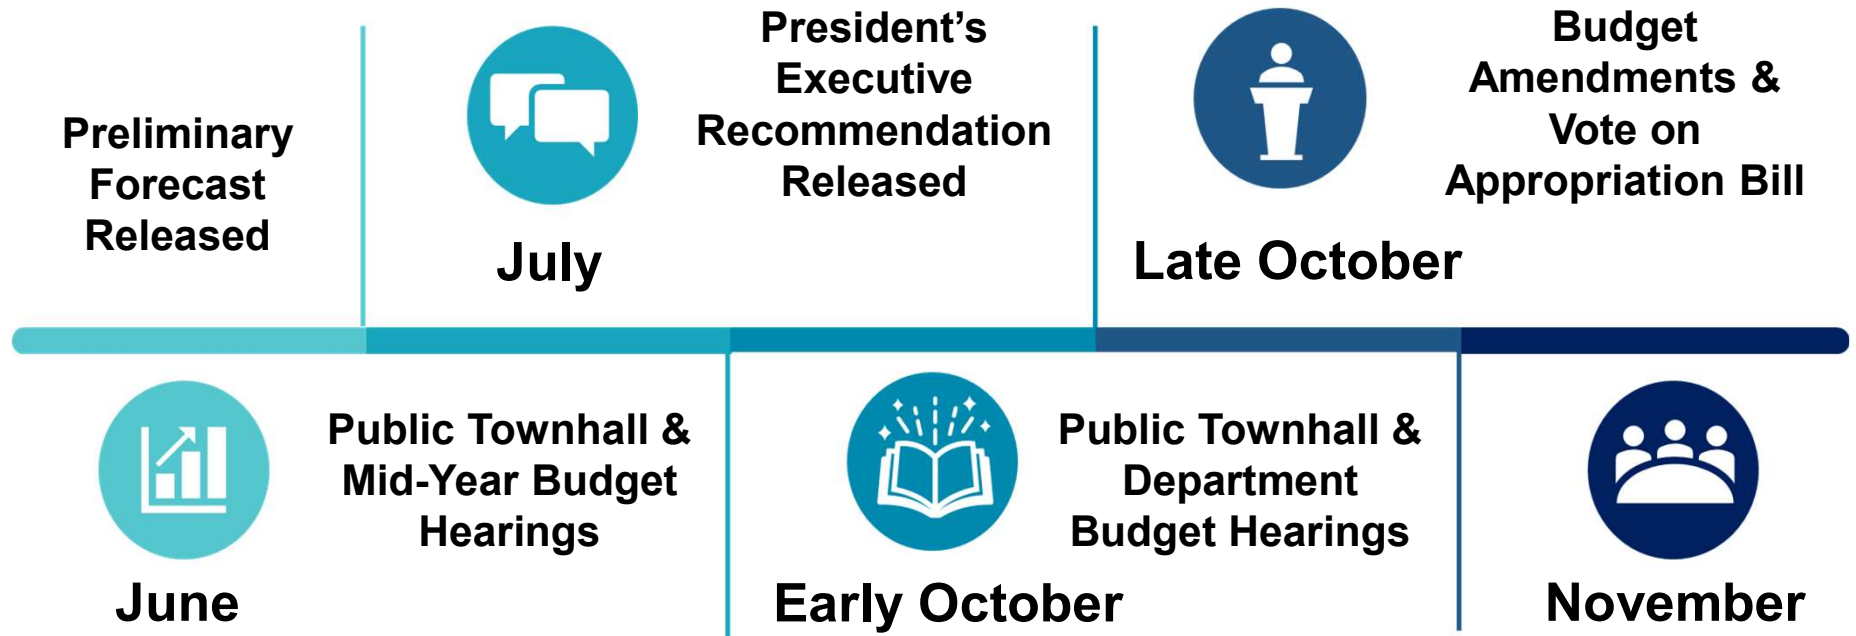 Preliminary
Forecast
Released
June
Public Townhall &
Mid-Year Budget
Hearings
July
President’s
Executive
Recommendation
Released
Early October
Public Townhall &
Department
Budget Hearings
Late October
Budget
Amendments &
Vote on
Appropriation Bill
November